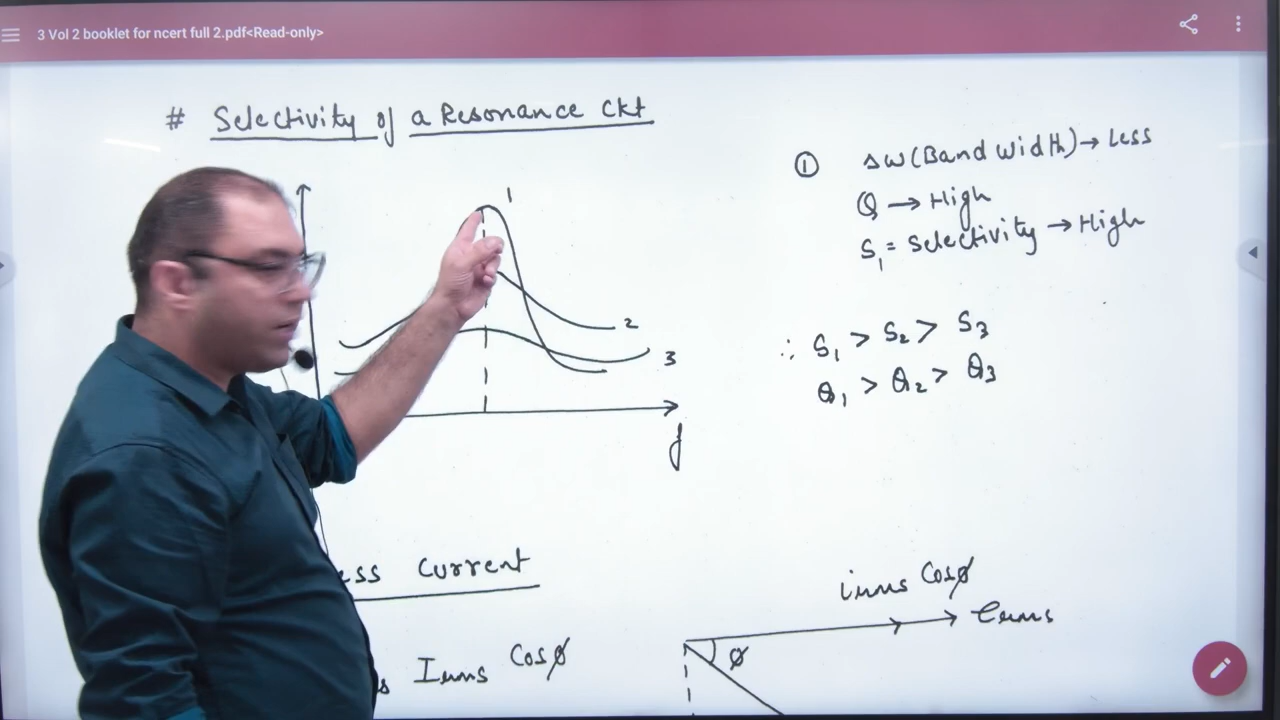 3 Vol 2 booklet for ncert full 2.pdf<Read-only>
# Selectivity of a Resonance Ckt
1
2
3
f
① Δω(Band width)→ Less
Q → High
S₁ = Selectivity → High
∴ S₁ > S₂ > S₃
Q₁ > Q₂ > Q₃
ess Current
Irms Cosφ
irms Cosφ
Erms
φ